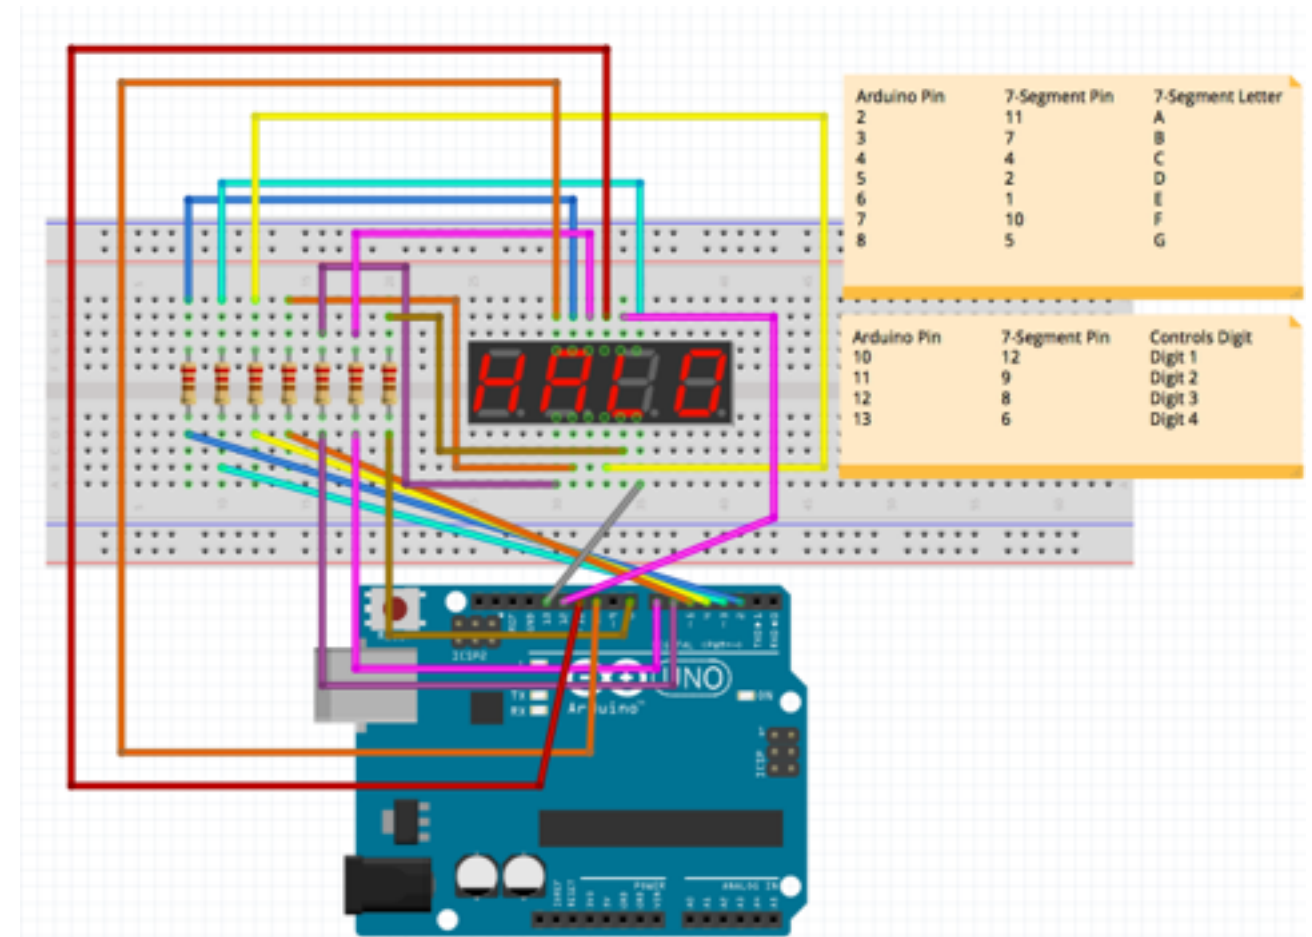 Arduino Pin 7-Segment Pin 7-Segment Letter
2 11 A
3 7 B
4 4 C
5 2 D
6 1 E
7 10 F
8 5 G
Arduino Pin 7-Segment Pin Controls Digit
10 12 Digit 1
11 9 Digit 2
12 8 Digit 3
13 6 Digit 4
HALO
ICSP2
TX
RX
UNO
Arduino™
ON
ICSP
POWER
ANALOG IN